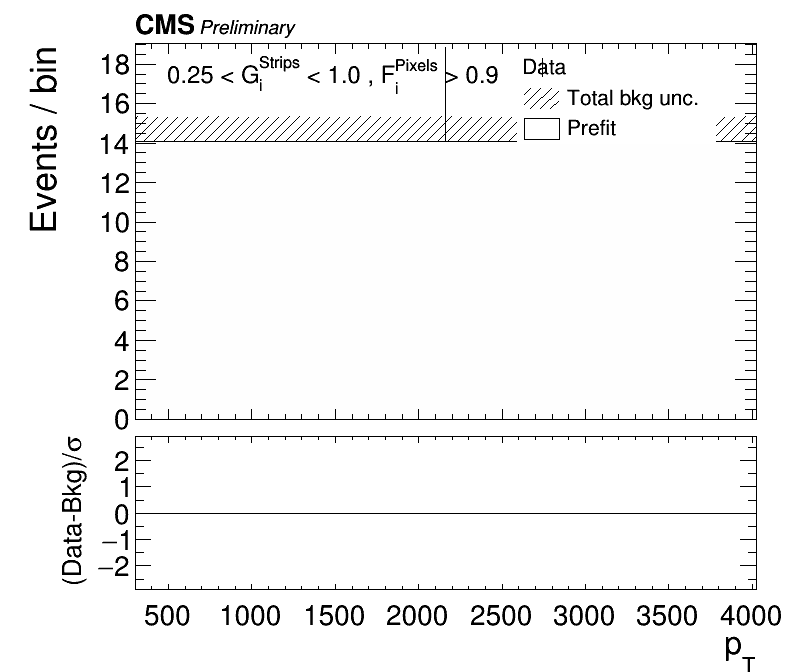 CMS Preliminary
Events / bin
18
16
14
12
10
8
6
4
2
0
0.25 < G_i^Strips < 1.0 , F_i^Pixels > 0.9
Data
Total bkg unc.
Prefit
(Data-Bkg)/σ
2
1
0
−1
−2
500 1000 1500 2000 2500 3000 3500 4000
p_T